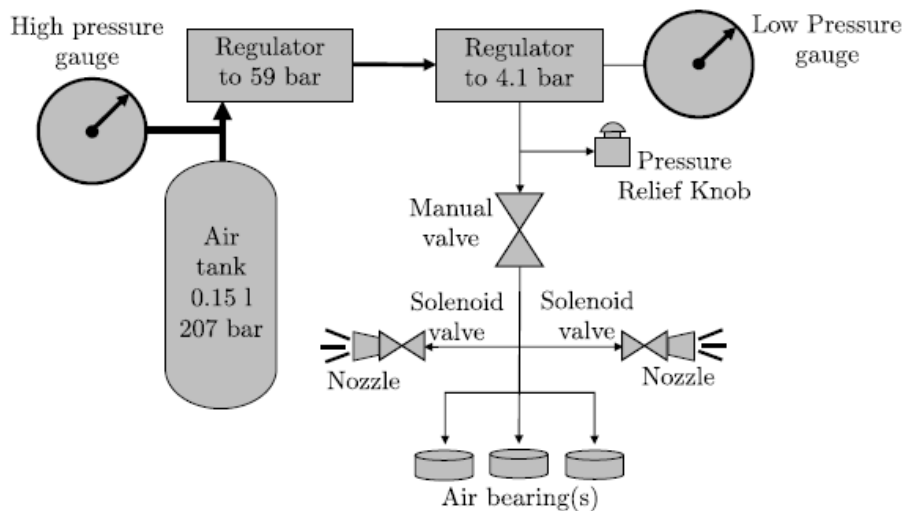 High pressure
gauge
Regulator
to 59 bar
Regulator
to 4.1 bar
Low Pressure
gauge
Pressure
Relief Knob
Manual
valve
Air
tank
0.15 l
207 bar
Solenoid
valve
Solenoid
valve
Nozzle
Nozzle
Air bearing(s)